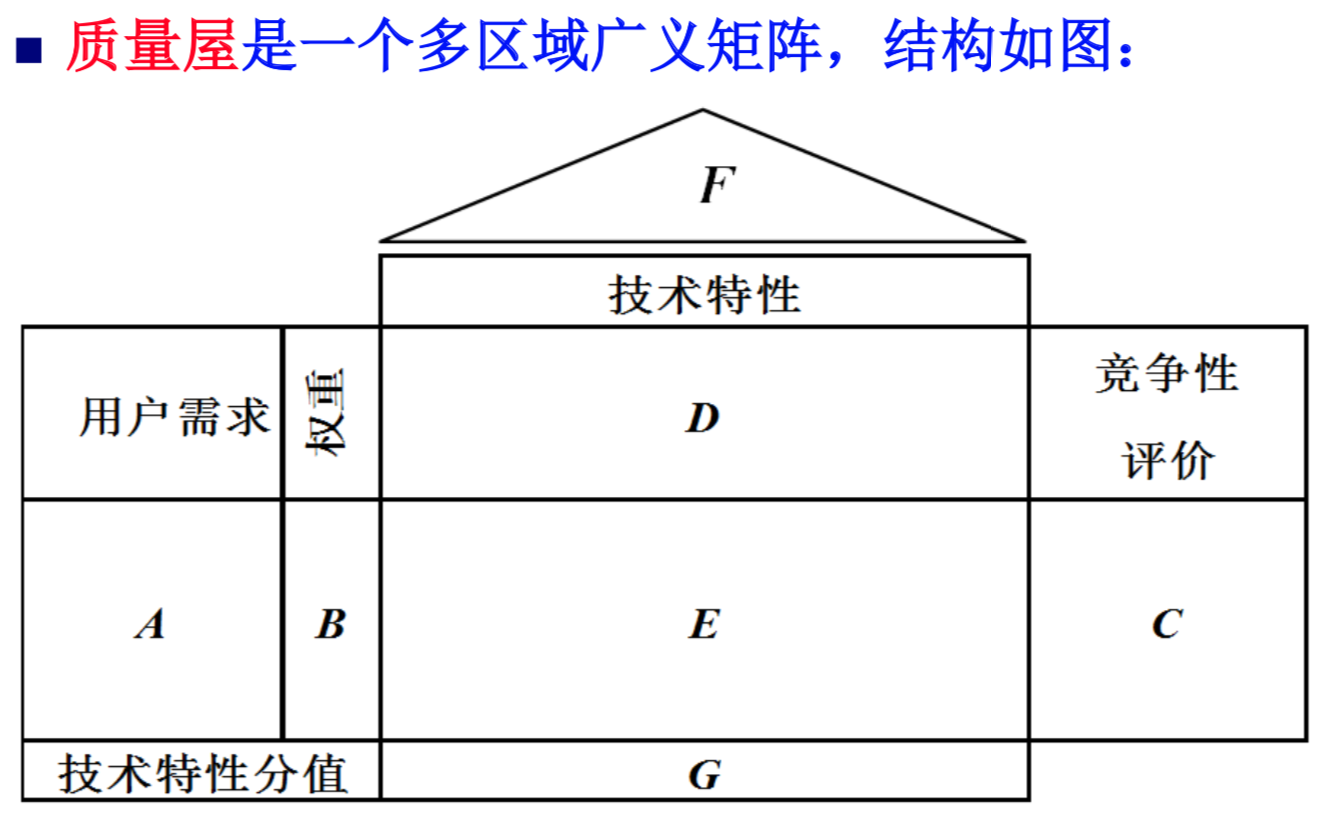 ■ 质量屋是一个多区域广义矩阵，结构如图：
F
技术特性
用户需求 权重 D 竞争性
评价
A B E C
技术特性分值 G